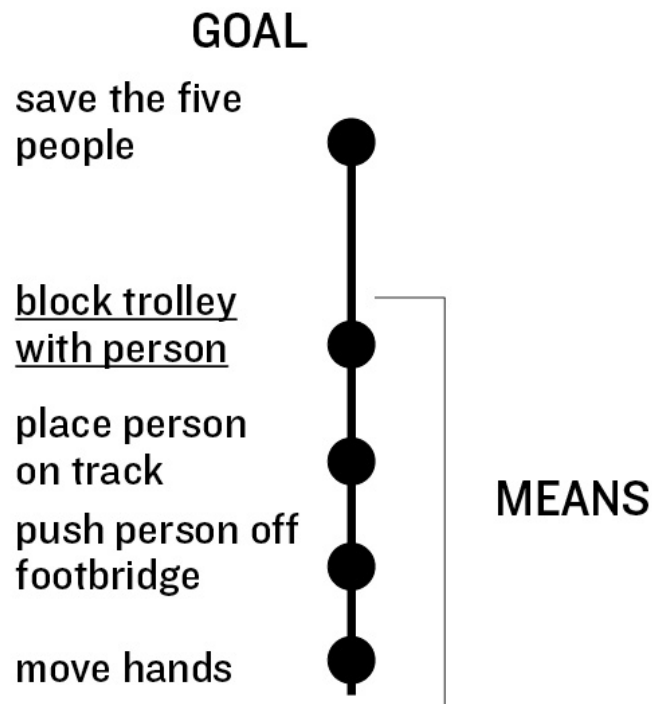 GOAL
save the five
people
block trolley
with person
place person
on track
push person off
footbridge
move hands
MEANS